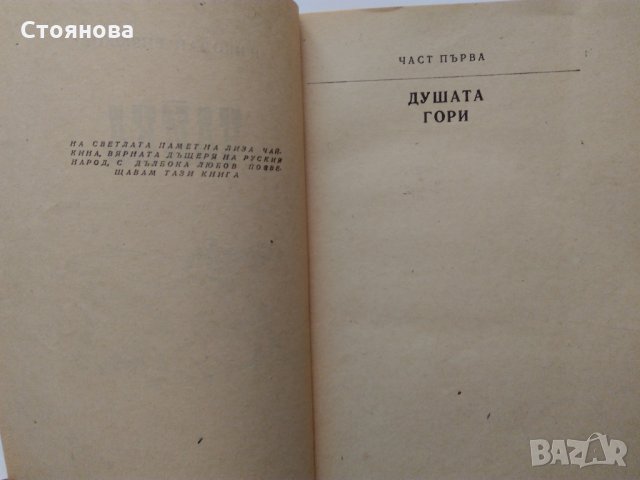 Стоянова
НА СВЕТЛАТА ПАМЕТ НА ЛИЗА ЧАЙ-
КИНА, ВЯРНАТА ДЪЩЕРЯ НА РУСКИЯ
НАРОД, С ДЪЛБОКА ЛЮБОВ ПОСВЕ-
ЩАВАМ ТАЗИ КНИГА
ЧАСТ ПЪРВА
ДУШАТА
ГОРИ
BAZAR